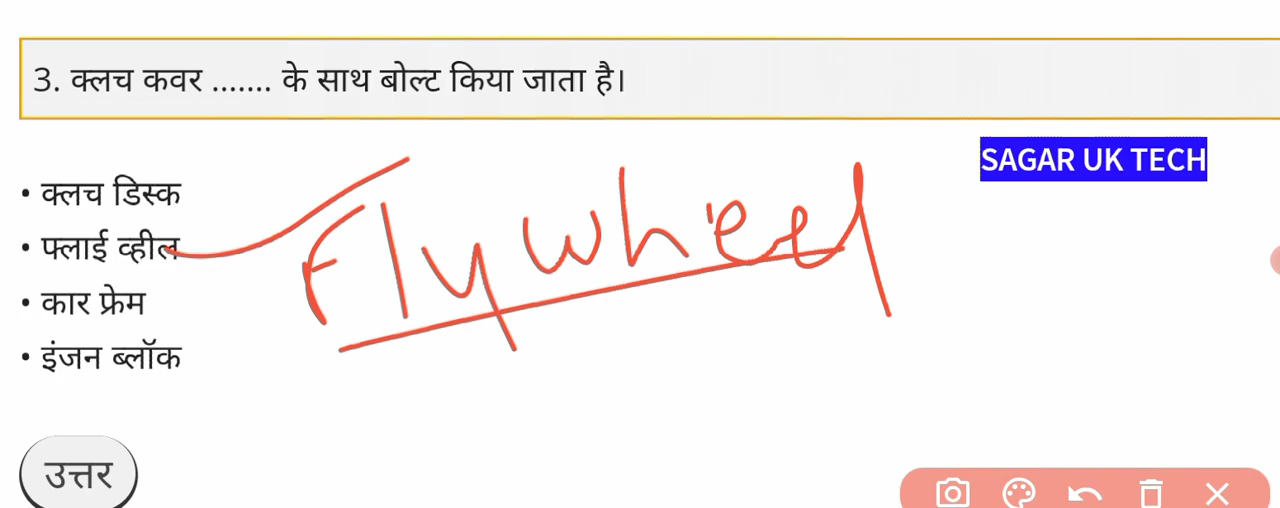 3. क्लच कवर ....... के साथ बोल्ट किया जाता है।
SAGAR UK TECH
• क्लच डिस्क
• फ्लाई व्हील
Flywheel
• कार फ्रेम
• इंजन ब्लॉक
उत्तर